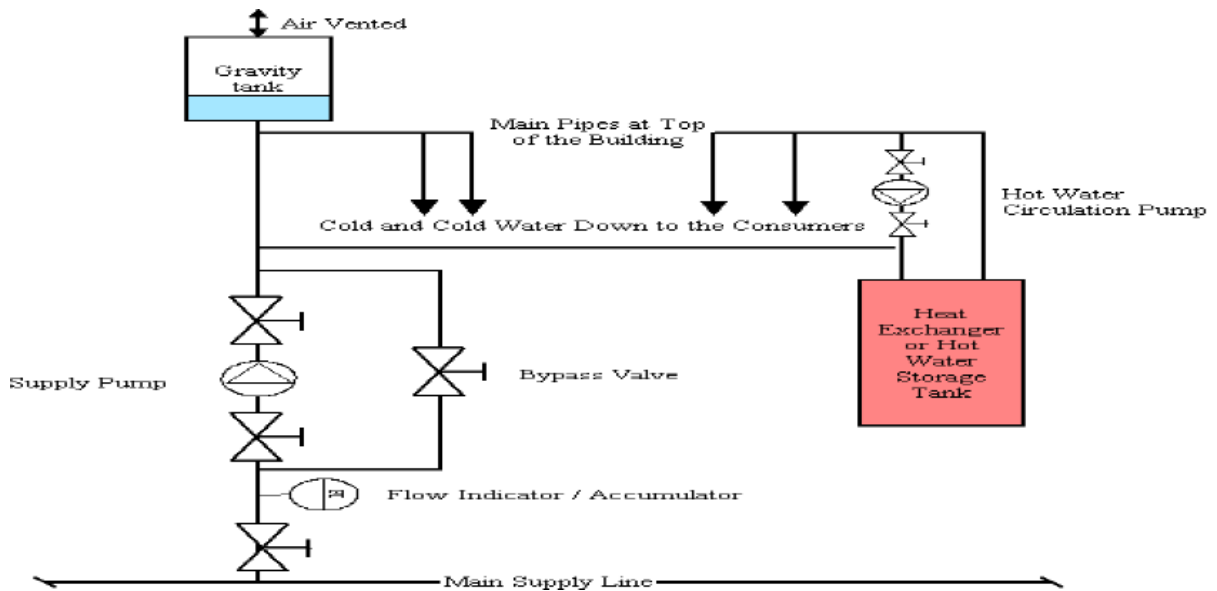 Air Vented
Gravity
tank
Main Pipes at Top
of the Building
Hot Water
Circulation Pump
Cold and Cold Water Down to the Consumers
Heat
Exchanger
or Hot
Water
Storage
Tank
Supply Pump
Bypass Valve
Flow Indicator / Accumulator
Main Supply Line